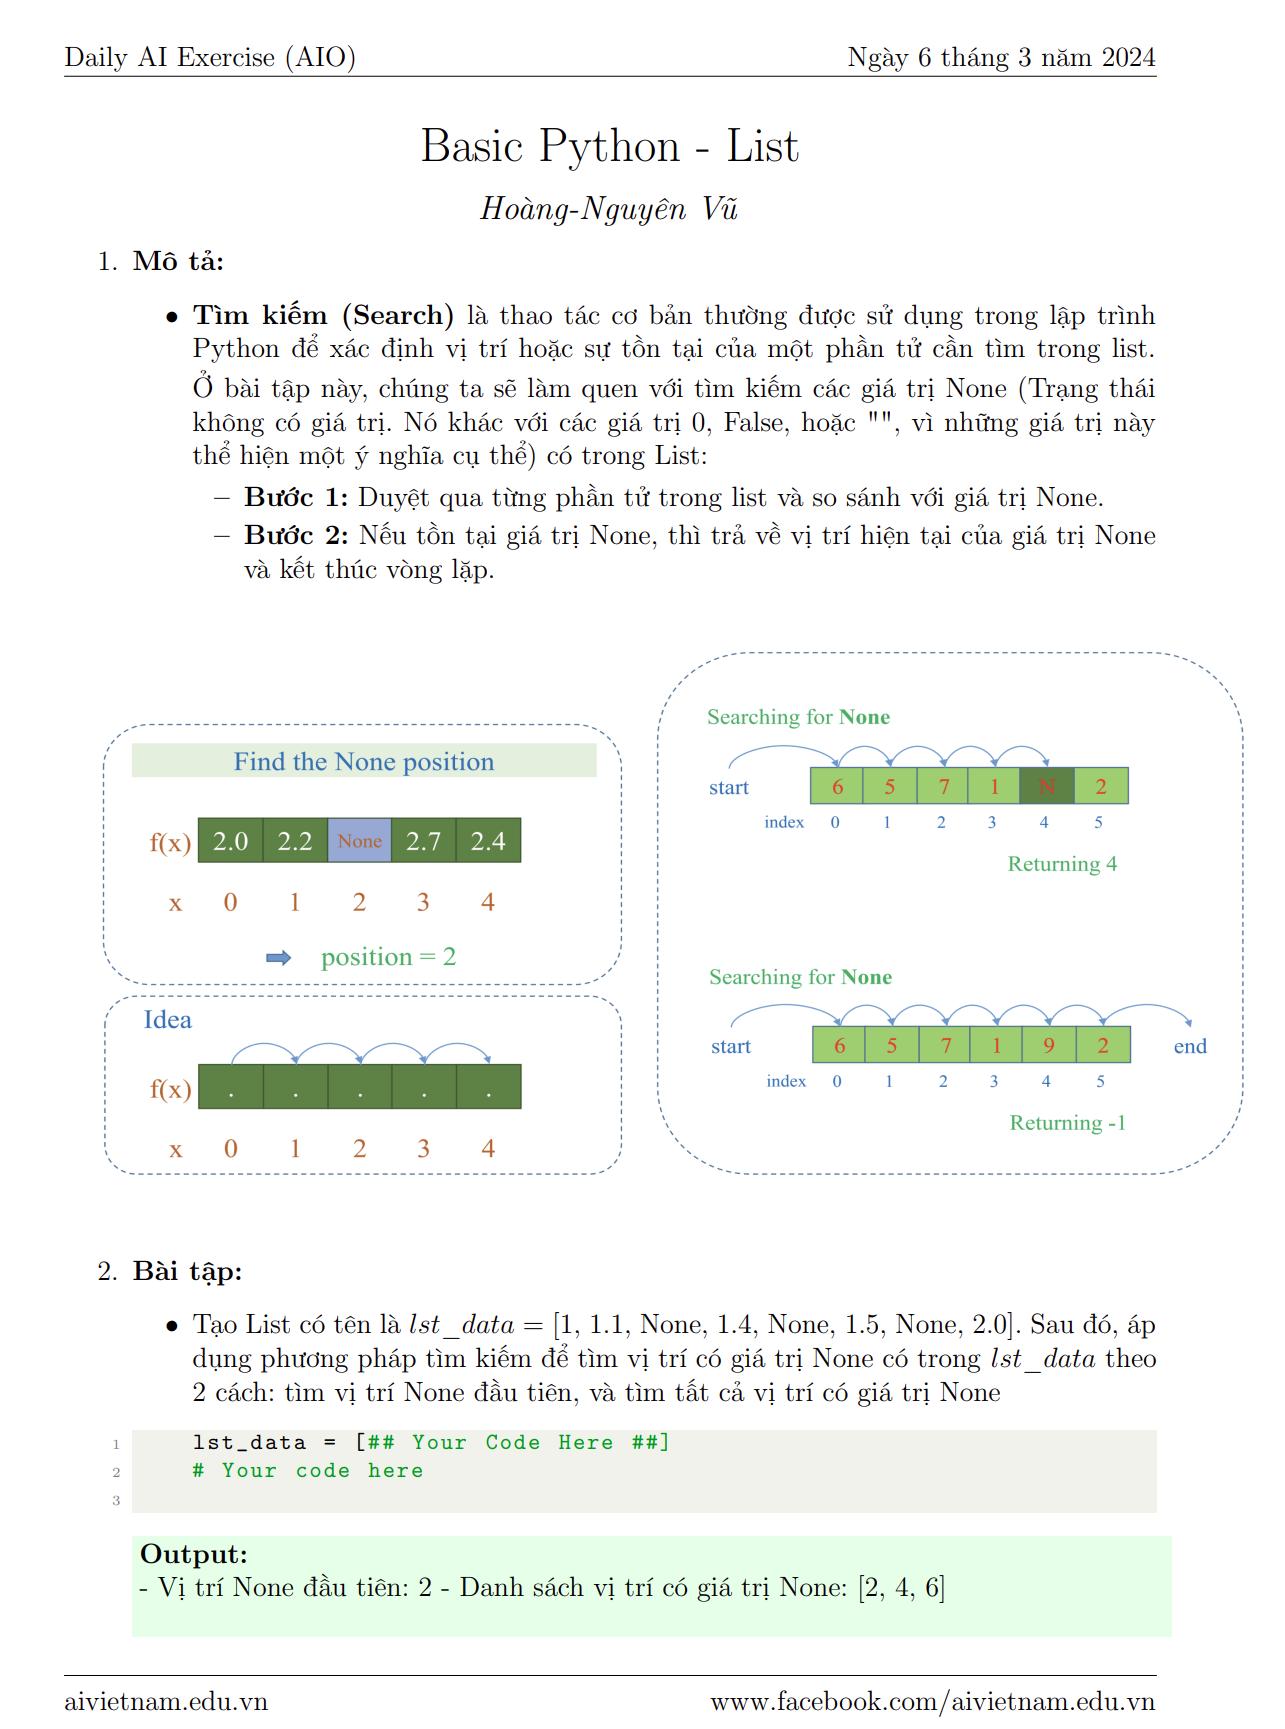 Daily AI Exercise (AIO)
Ngày 6 tháng 3 năm 2024
Basic Python - List
Hoàng-Nguyên Vũ
1. Mô tả:
• Tìm kiếm (Search) là thao tác cơ bản thường được sử dụng trong lập trình
Python để xác định vị trí hoặc sự tồn tại của một phần tử cần tìm trong list.
Ở bài tập này, chúng ta sẽ làm quen với tìm kiếm các giá trị None (Trạng thái
không có giá trị. Nó khác với các giá trị 0, False, hoặc "", vì những giá trị này
thể hiện một ý nghĩa cụ thể) có trong List:
– Bước 1: Duyệt qua từng phần tử trong list và so sánh với giá trị None.
– Bước 2: Nếu tồn tại giá trị None, thì trả về vị trí hiện tại của giá trị None
và kết thúc vòng lặp.
Find the None position
f(x) 2.0 2.2 None 2.7 2.4
x 0 1 2 3 4
position = 2
Idea
f(x) . . . . .
x 0 1 2 3 4
Searching for None
start 6 5 7 1 N 2
index 0 1 2 3 4 5
Returning 4
Searching for None
start 6 5 7 1 9 2 end
index 0 1 2 3 4 5
Returning -1
2. Bài tập:
• Tạo List có tên là lst_data = [1, 1.1, None, 1.4, None, 1.5, None, 2.0]. Sau đó, áp
dụng phương pháp tìm kiếm để tìm vị trí có giá trị None có trong lst_data theo
2 cách: tìm vị trí None đầu tiên, và tìm tất cả vị trí có giá trị None
1 lst_data = [## Your Code Here ##]
2 # Your code here
3
Output:
- Vị trí None đầu tiên: 2 - Danh sách vị trí có giá trị None: [2, 4, 6]
aivietnam.edu.vn
www.facebook.com/aivietnam.edu.vn